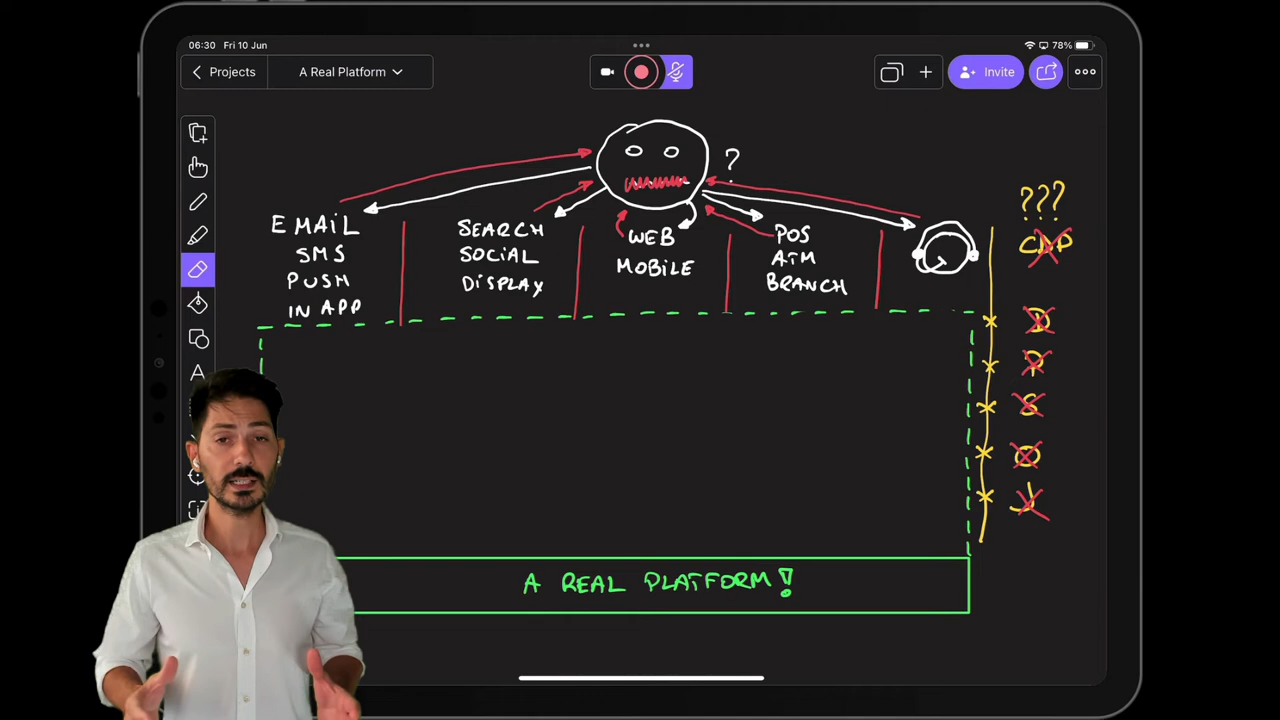 06:30 Fri 10 Jun
78%
Projects
A Real Platform
Invite
?
EMAIL
SMS
PUSH
IN APP
SEARCH
SOCIAL
DISPLAY
WEB
MOBILE
POS
ATM
BRANCH
???
CDP
D
P
S
O
J
A
A REAL PLATFORM!